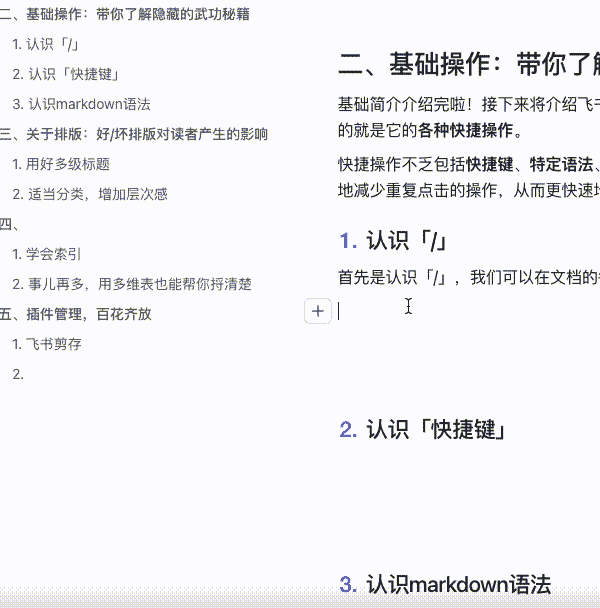 二、基础操作：带你了解隐藏的武功秘籍
1. 认识「/」
2. 认识「快捷键」
3. 认识markdown语法
三、关于排版：好/坏排版对读者产生的影响
1. 用好多级标题
2. 适当分类，增加层次感
四、
1. 学会索引
2. 事儿再多，用多维表也能帮你捋清楚
五、插件管理，百花齐放
1. 飞书剪存
2.
二、基础操作：带你了
基础简介介绍完啦！接下来将介绍飞
的就是它的各种快捷操作。
快捷操作不乏包括快捷键、特定语法、
地减少重复点击的操作，从而更快速
1. 认识「/」
首先是认识「/」，我们可以在文档的
2. 认识「快捷键」
3. 认识markdown语法